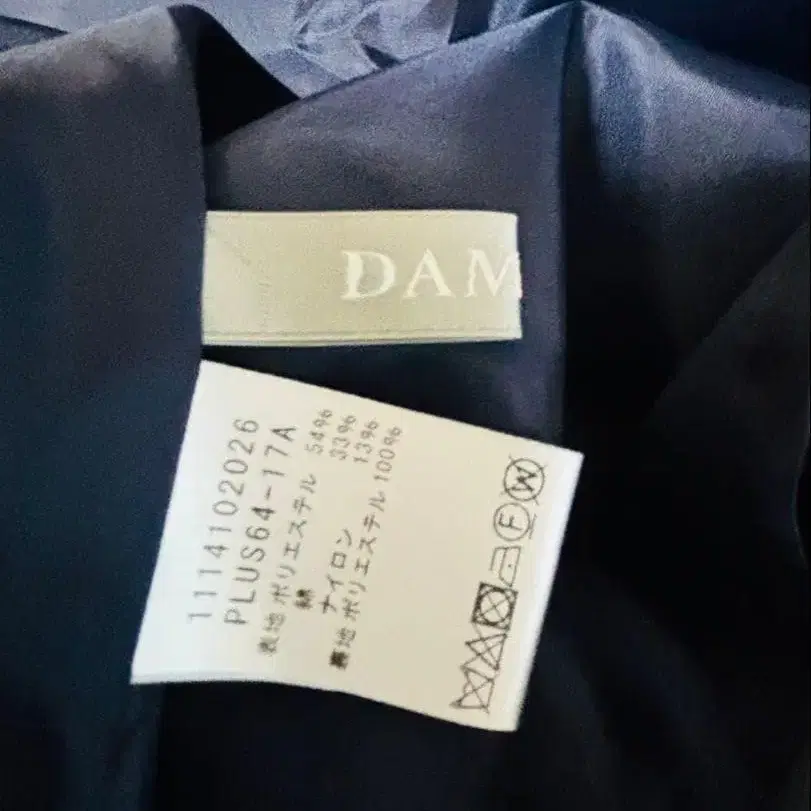 DAM
1114102026
PLUS64-17A
表地 ポリエステル 54%
綿 33%
ナイロン 13%
裏地 ポリエステル 100%
F W